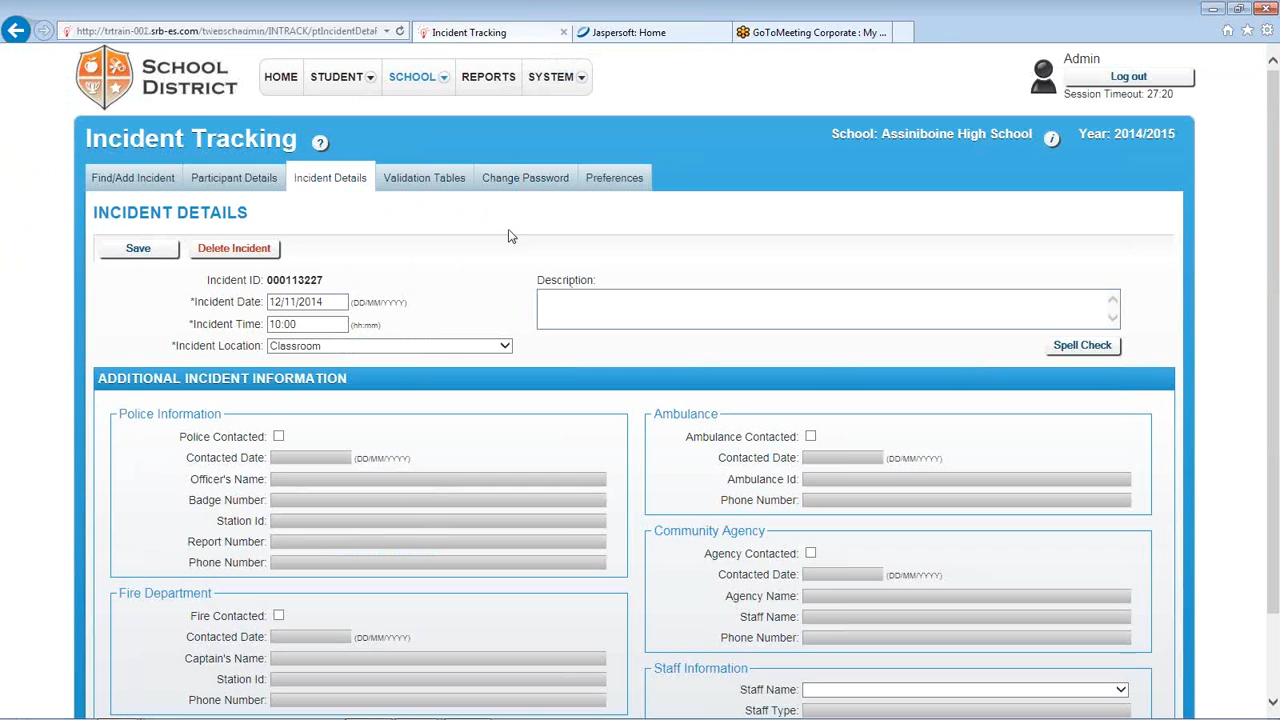 http://trtrain-001.srb-es.com/twebschadmin/INTRACK/ptIncidentDetai
Incident Tracking
Jaspersoft: Home
GoToMeeting Corporate : My ...
SCHOOL
DISTRICT
HOME
STUDENT
SCHOOL
REPORTS
SYSTEM
Admin
Log out
Session Timeout: 27:20
Incident Tracking ?
School: Assiniboine High School i Year: 2014/2015
Find/Add Incident
Participant Details
Incident Details
Validation Tables
Change Password
Preferences
INCIDENT DETAILS
Save
Delete Incident
Incident ID: 000113227
*Incident Date: 12/11/2014 (DD/MM/YYYY)
*Incident Time: 10:00 (hh:mm)
*Incident Location: Classroom
Description:
Spell Check
ADDITIONAL INCIDENT INFORMATION
Police Information
Police Contacted:
Contacted Date: (DD/MM/YYYY)
Officer's Name:
Badge Number:
Station Id:
Report Number:
Phone Number:
Fire Department
Fire Contacted:
Contacted Date: (DD/MM/YYYY)
Captain's Name:
Station Id:
Phone Number:
Ambulance
Ambulance Contacted:
Contacted Date: (DD/MM/YYYY)
Ambulance Id:
Phone Number:
Community Agency
Agency Contacted:
Contacted Date: (DD/MM/YYYY)
Agency Name:
Staff Name:
Phone Number:
Staff Information
Staff Name:
Staff Type: